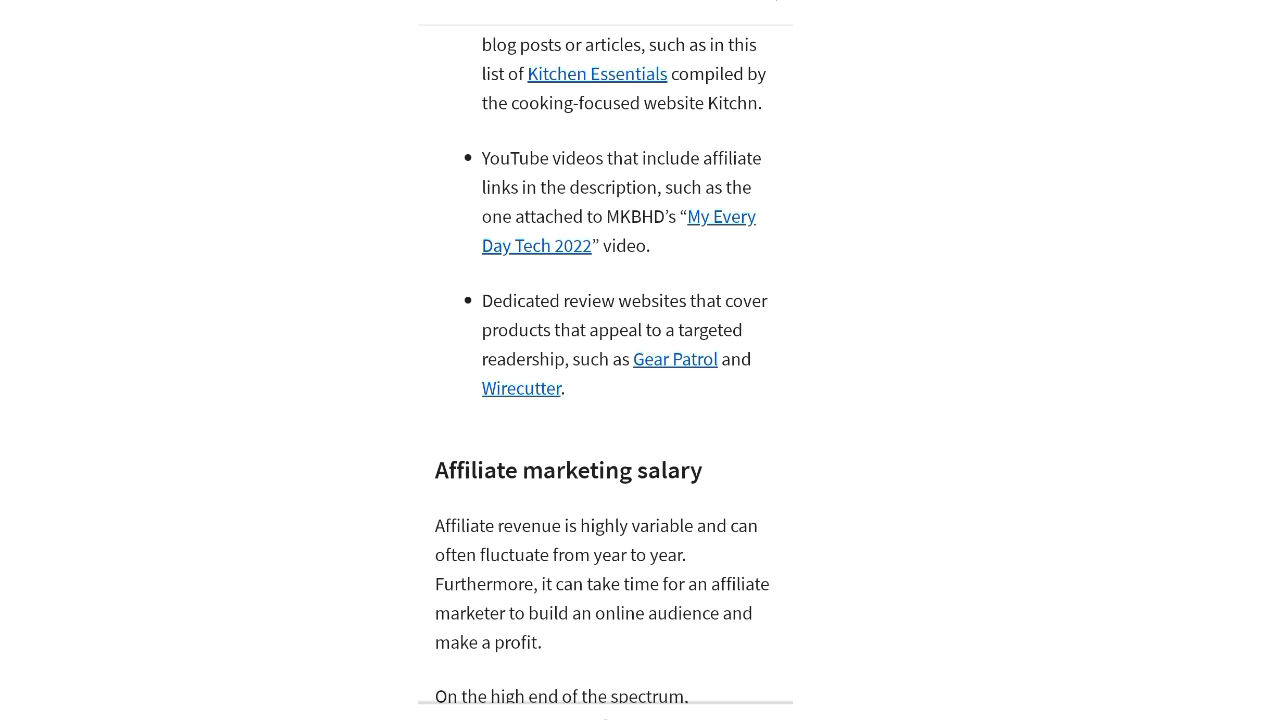 blog posts or articles, such as in this
list of Kitchen Essentials compiled by
the cooking-focused website Kitchn.
• YouTube videos that include affiliate
links in the description, such as the
one attached to MKBHD’s “My Every
Day Tech 2022” video.
• Dedicated review websites that cover
products that appeal to a targeted
readership, such as Gear Patrol and
Wirecutter.
Affiliate marketing salary
Affiliate revenue is highly variable and can
often fluctuate from year to year.
Furthermore, it can take time for an affiliate
marketer to build an online audience and
make a profit.
On the high end of the spectrum,